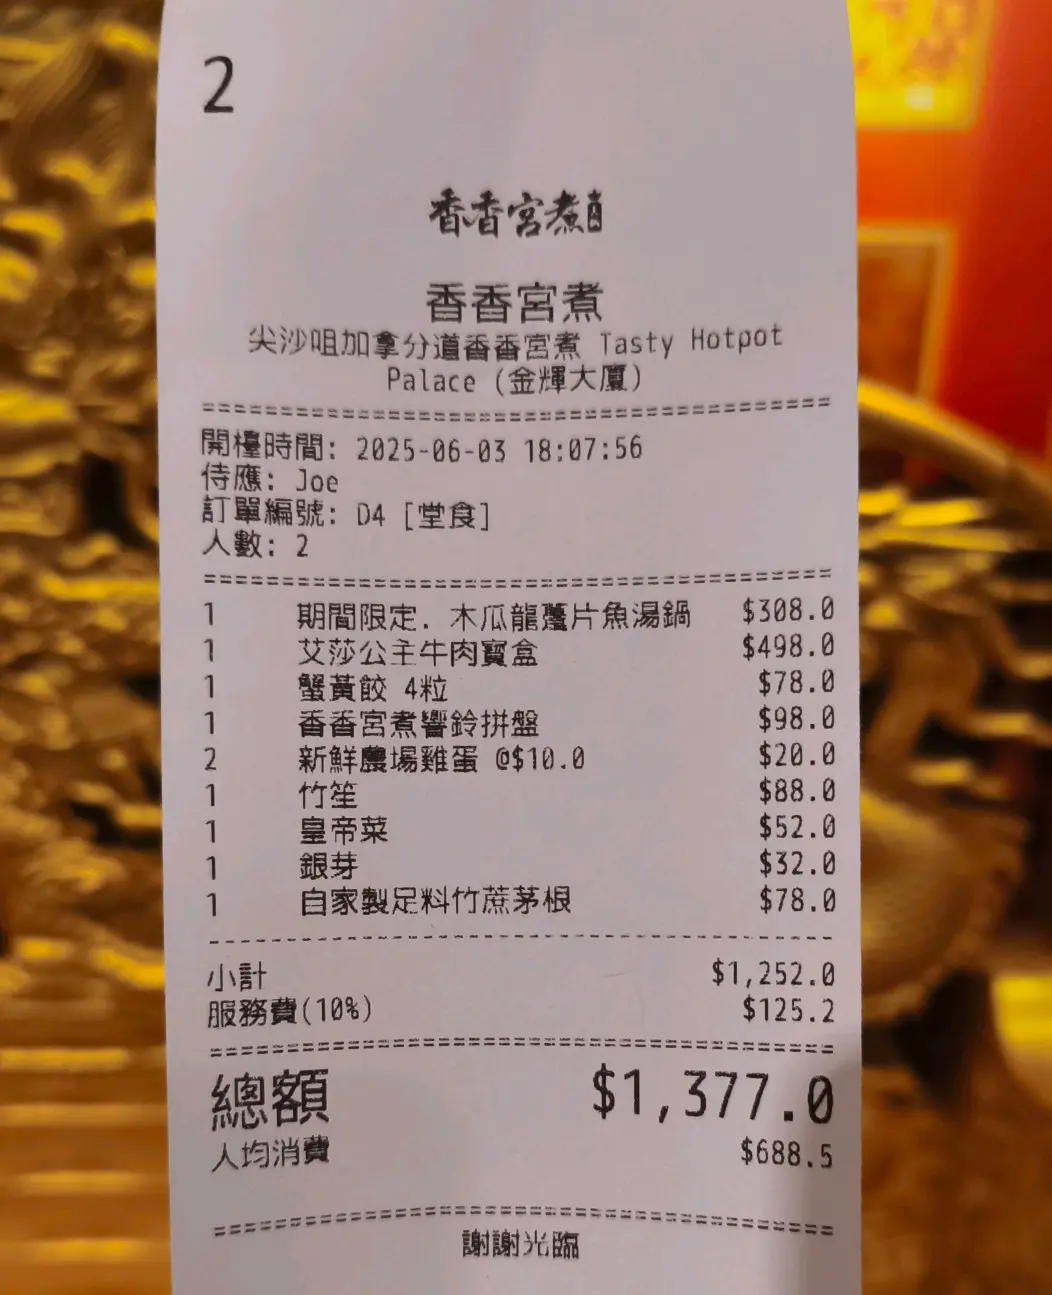 2
香香宮煮
香香宮煮
尖沙咀加拿分道香香宮煮 Tasty Hotpot
Palace (金輝大廈)
開檯時間: 2025-06-03 18:07:56
侍應: Joe
訂單編號: D4 [堂食]
人數: 2
1 期間限定. 木瓜龍躉片魚湯鍋 $308.0
1 艾莎公主牛肉寶盒 $498.0
1 蟹黃餃 4粒 $78.0
1 香香宮煮響鈴拼盤 $98.0
2 新鮮農場雞蛋 @$10.0 $20.0
1 竹笙 $88.0
1 皇帝菜 $52.0
1 銀芽 $32.0
1 自家製足料竹蔗茅根 $78.0
小計 $1,252.0
服務費(10%) $125.2
總額 $1,377.0
人均消費 $688.5
謝謝光臨